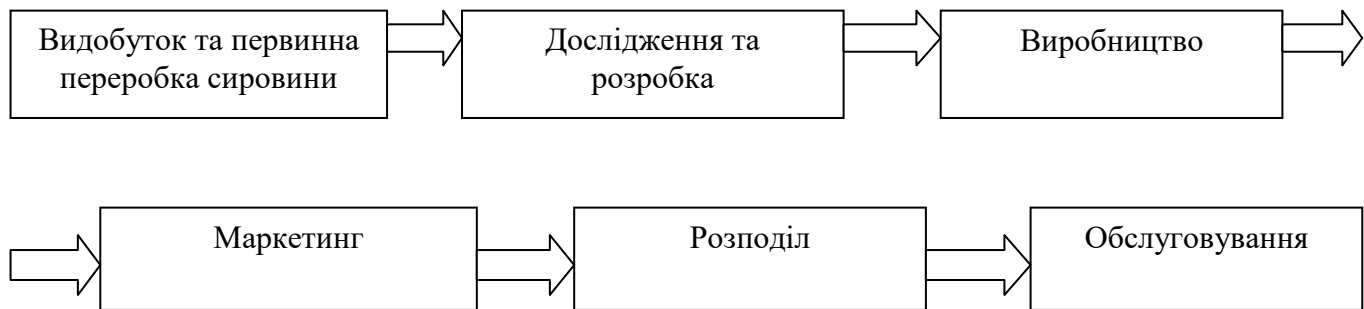 Видобуток та первинна
переробка сировини
Дослідження та
розробка
Виробництво
Маркетинг
Розподіл
Обслуговування